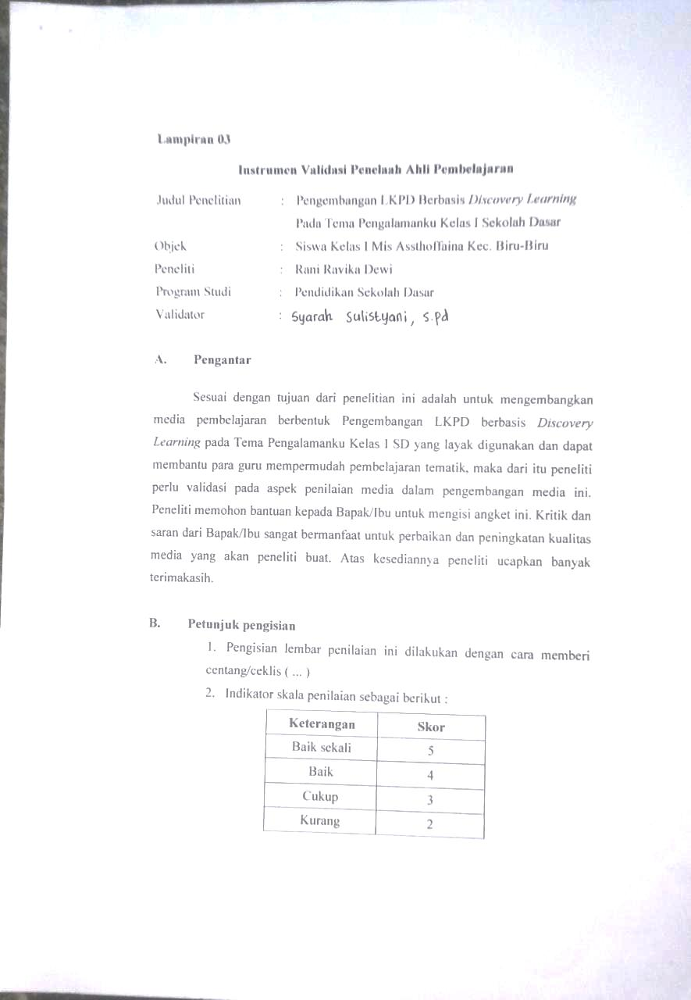 Lampiran 03
Instrumen Validasi Penelaah Ahli Pembelajaran
Judul Penelitian : Pengembangan LKPD Berbasis Discovery Learning
Pada Tema Pengalamanku Kelas I Sekolah Dasar
Objek : Siswa Kelas I Mis Assthoffaina Kec. Biru-Biru
Peneliti : Rani Ravika Dewi
Program Studi : Pendidikan Sekolah Dasar
Validator : Syarah Sulistyani, S.Pd
A. Pengantar
Sesuai dengan tujuan dari penelitian ini adalah untuk mengembangkan
media pembelajaran berbentuk Pengembangan LKPD berbasis Discovery
Learning pada Tema Pengalamanku Kelas I SD yang layak digunakan dan dapat
membantu para guru mempermudah pembelajaran tematik, maka dari itu peneliti
perlu validasi pada aspek penilaian media dalam pengembangan media ini.
Peneliti memohon bantuan kepada Bapak/Ibu untuk mengisi angket ini. Kritik dan
saran dari Bapak/Ibu sangat bermanfaat untuk perbaikan dan peningkatan kualitas
media yang akan peneliti buat. Atas kesediannya peneliti ucapkan banyak
terimakasih.
B. Petunjuk pengisian
1. Pengisian lembar penilaian ini dilakukan dengan cara memberi
centang/ceklis ( ... )
2. Indikator skala penilaian sebagai berikut :
Keterangan Skor
Baik sekali 5
Baik 4
Cukup 3
Kurang 2